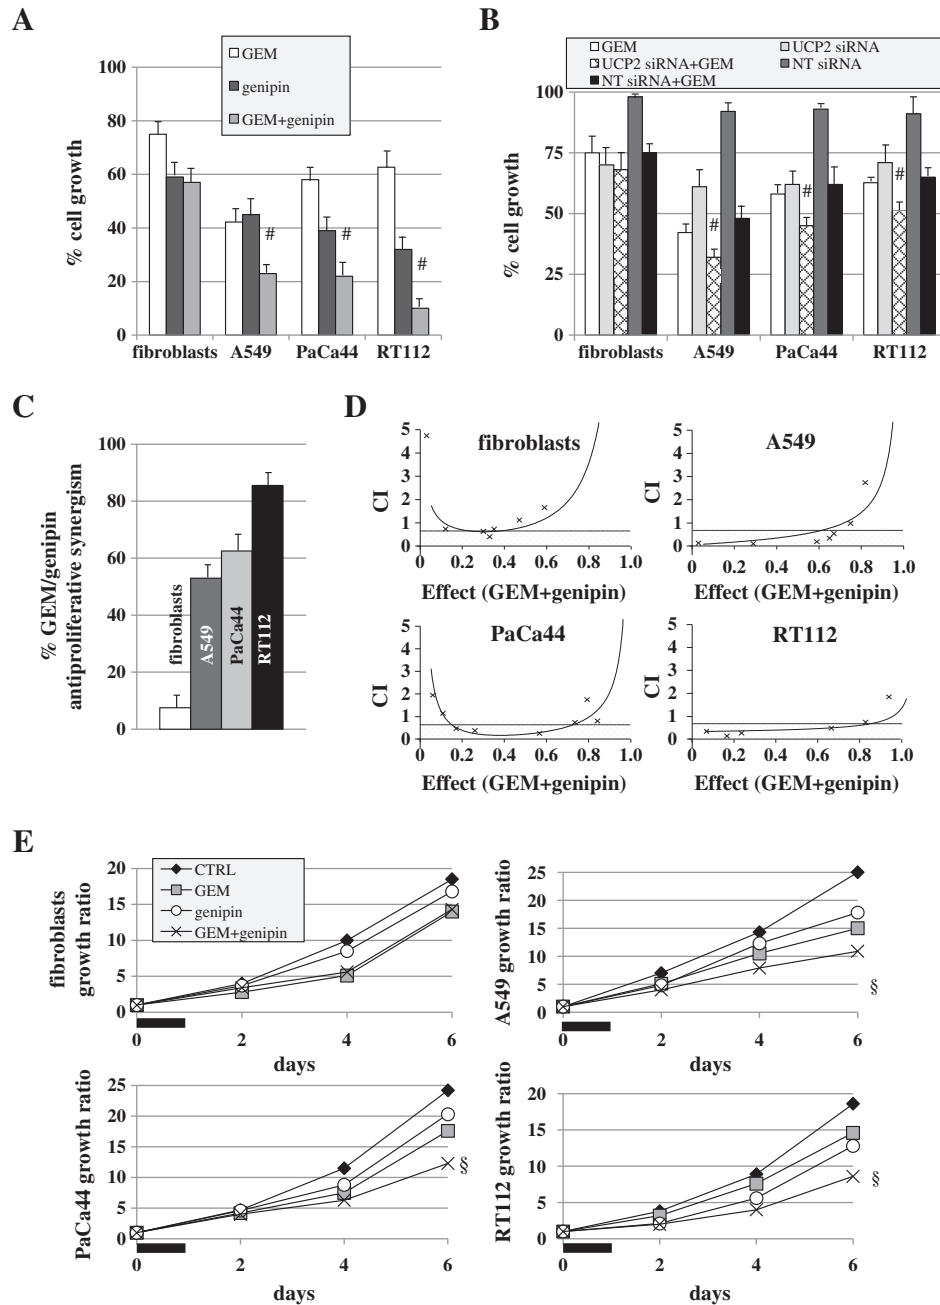 A
GEM
genipin
GEM+genipin
% cell growth
100
80
60
40
20
0
#
#
#
fibroblasts A549 PaCa44 RT112
B
GEM UCP2 siRNA
UCP2 siRNA+GEM NT siRNA
NT siRNA+GEM
% cell growth
100
75
50
25
0
#
#
#
fibroblasts A549 PaCa44 RT112
C
% GEM/genipin
antiproliferative synergism
100
80
60
40
20
0
fibroblasts
A549
PaCa44
RT112
D
fibroblasts
CI
5
4
3
2
1
0
0 0.2 0.4 0.6 0.8 1.0
Effect (GEM+genipin)
A549
CI
5
4
3
2
1
0
0 0.2 0.4 0.6 0.8 1.0
Effect (GEM+genipin)
PaCa44
CI
5
4
3
2
1
0
0 0.2 0.4 0.6 0.8 1.0
Effect (GEM+genipin)
RT112
CI
5
4
3
2
1
0
0 0.2 0.4 0.6 0.8 1.0
Effect (GEM+genipin)
E
CTRL
GEM
genipin
GEM+genipin
fibroblasts
growth ratio
20
15
10
5
0
0 2 4 6
days
A549 growth ratio
25
20
15
10
5
0
§
0 2 4 6
days
PaCa44 growth ratio
25
20
15
10
5
0
§
0 2 4 6
days
RT112 growth ratio
20
15
10
5
0
§
0 2 4 6
days